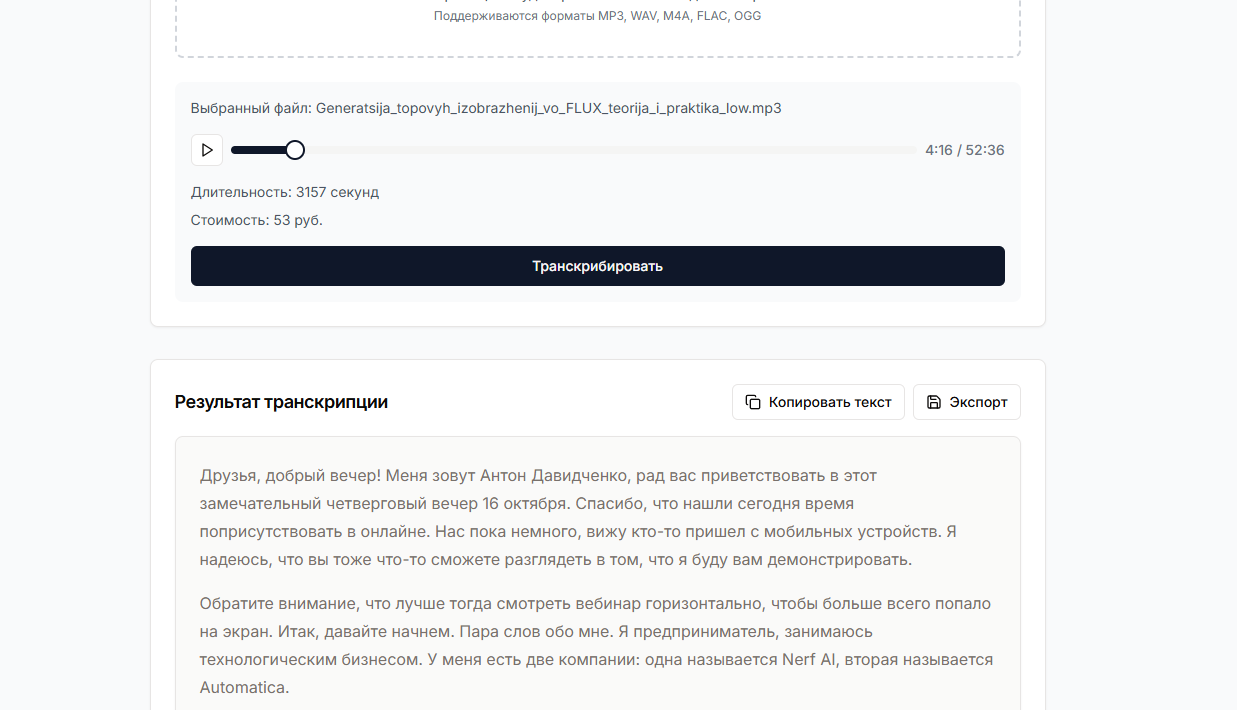 Поддерживаются форматы MP3, WAV, M4A, FLAC, OGG
Выбранный файл: Generatsija_topovyh_izobrazhenij_vo_FLUX_teorija_i_praktika_low.mp3
4:16 / 52:36
Длительность: 3157 секунд
Стоимость: 53 руб.
Транскрибировать
Результат транскрипции
Копировать текст
Экспорт
Друзья, добрый вечер! Меня зовут Антон Давидченко, рад вас приветствовать в этот
замечательный четверговый вечер 16 октября. Спасибо, что нашли сегодня время
поприсутствовать в онлайне. Нас пока немного, вижу кто-то пришел с мобильных устройств. Я
надеюсь, что вы тоже что-то сможете разглядеть в том, что я буду вам демонстрировать.
Обратите внимание, что лучше тогда смотреть вебинар горизонтально, чтобы больше всего попало
на экран. Итак, давайте начнем. Пара слов обо мне. Я предприниматель, занимаюсь
технологическим бизнесом. У меня есть две компании: одна называется Nerf AI, вторая называется
Automatica.